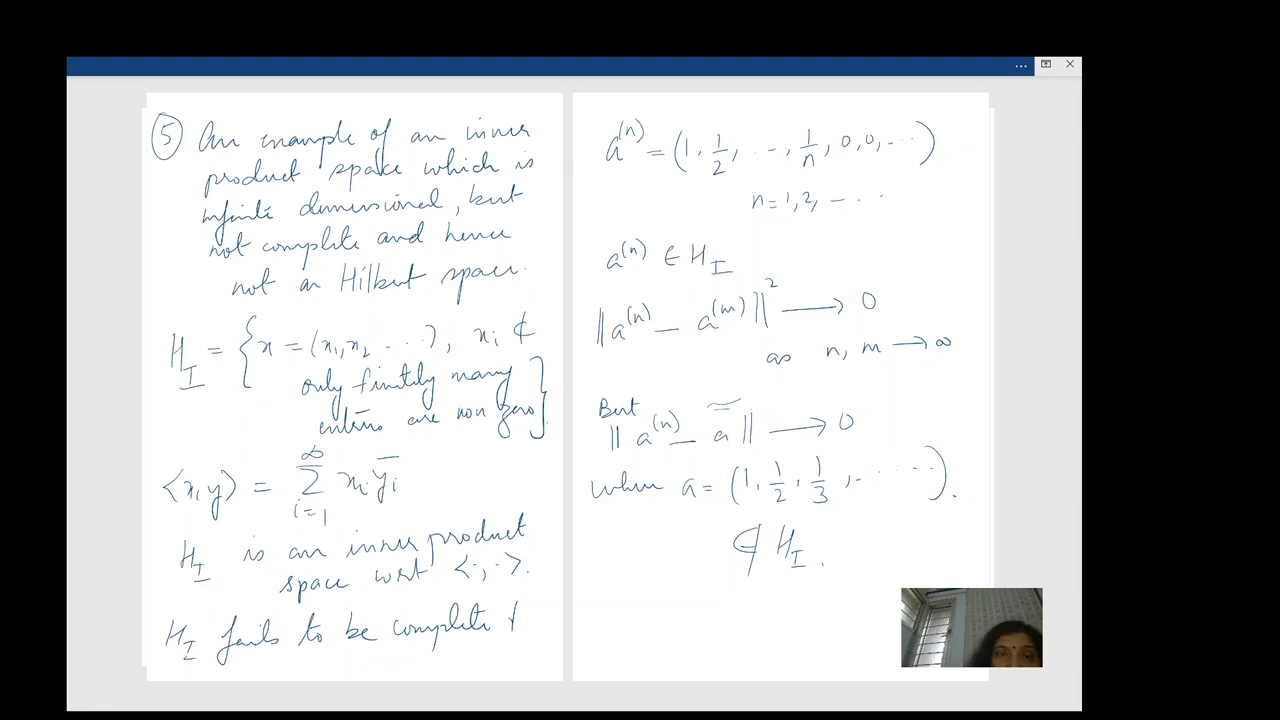 ⑤ An example of an inner
product space which is
infinite dimensional, but
not complete and hence
not an Hilbert space.
H_I = { x = (x_1, x_2 ...), x_i ∈ ℂ
only finitely many
entries are non zero }.
⟨x, y⟩ = \sum_{i=1}^{∞} x_i \overline{y_i}
H_I is an inner product
space wrt ⟨·, ·⟩.
H_I fails to be complete
a^{(n)} = (1, 1/2, ..., 1/n, 0, 0, ...)
n = 1, 2, ...
a^{(n)} ∈ H_I
||a^{(n)} - a^{(m)}||^2 → 0
as n, m → ∞
But
||a^{(n)} - a|| → 0
when a = (1, 1/2, 1/3, ......).
∉ H_I.